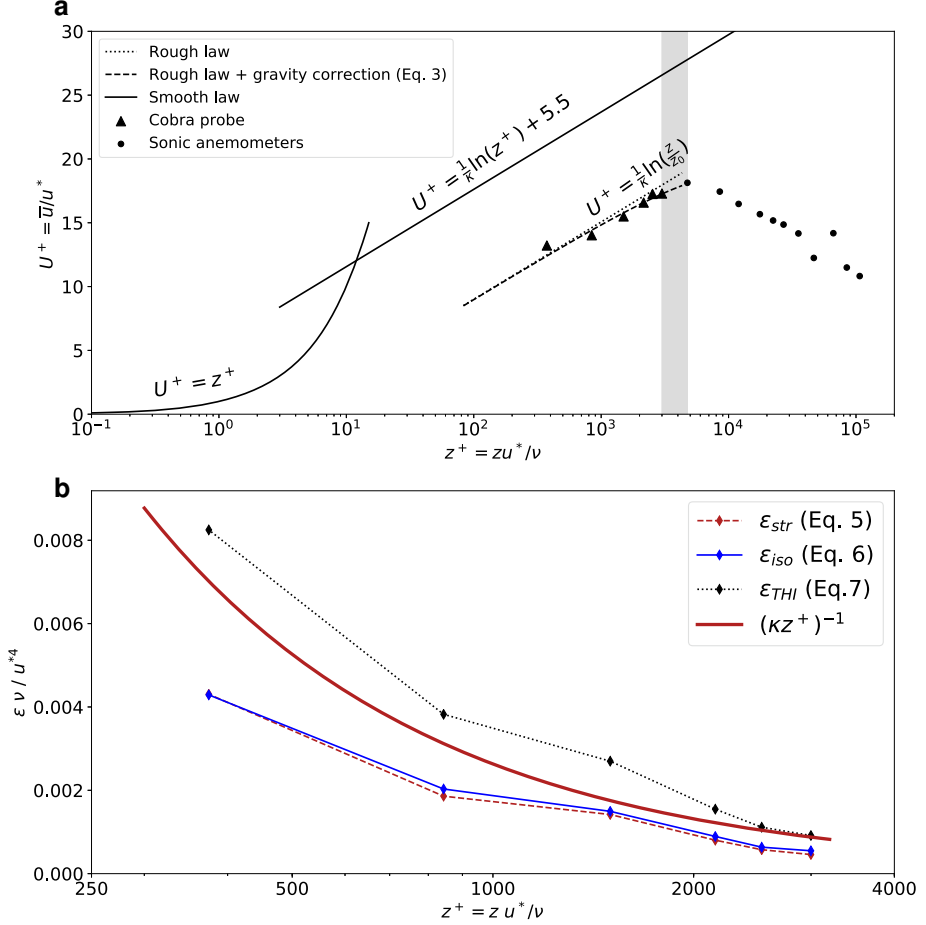 a
30
25
20
15
10
5
0
U⁺ = u̅/u*
Rough law
Rough law + gravity correction (Eq. 3)
Smooth law
Cobra probe
Sonic anemometers
U⁺ = 1/κ ln(z⁺) + 5.5
U⁺ = 1/κ ln(z/z₀)
U⁺ = z⁺
10⁻¹ 10⁰ 10¹ 10² 10³ 10⁴ 10⁵
z⁺ = zu*/ν
b
0.008
0.006
0.004
0.002
0.000
ε ν / u*⁴
ε_str (Eq. 5)
ε_iso (Eq. 6)
ε_THI (Eq.7)
(κz⁺)⁻¹
250 500 1000 2000 4000
z⁺ = z u*/ν